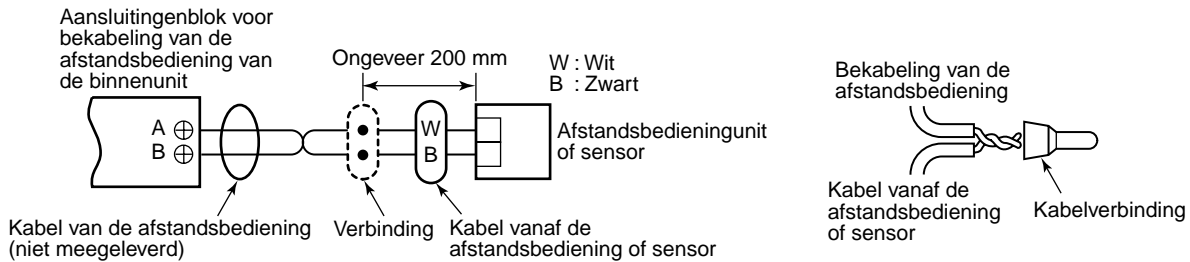 Aansluitingenblok voor
bekabeling van de
afstandsbediening van
de binnenunit
Ongeveer 200 mm
W : Wit
B : Zwart
A
B
W
B
Afstandsbedieningunit
of sensor
Kabel van de afstandsbediening
(niet meegeleverd)
Verbinding
Kabel vanaf de
afstandsbediening of sensor
Bekabeling van de
afstandsbediening
Kabel vanaf de
afstandsbediening
of sensor
Kabelverbinding